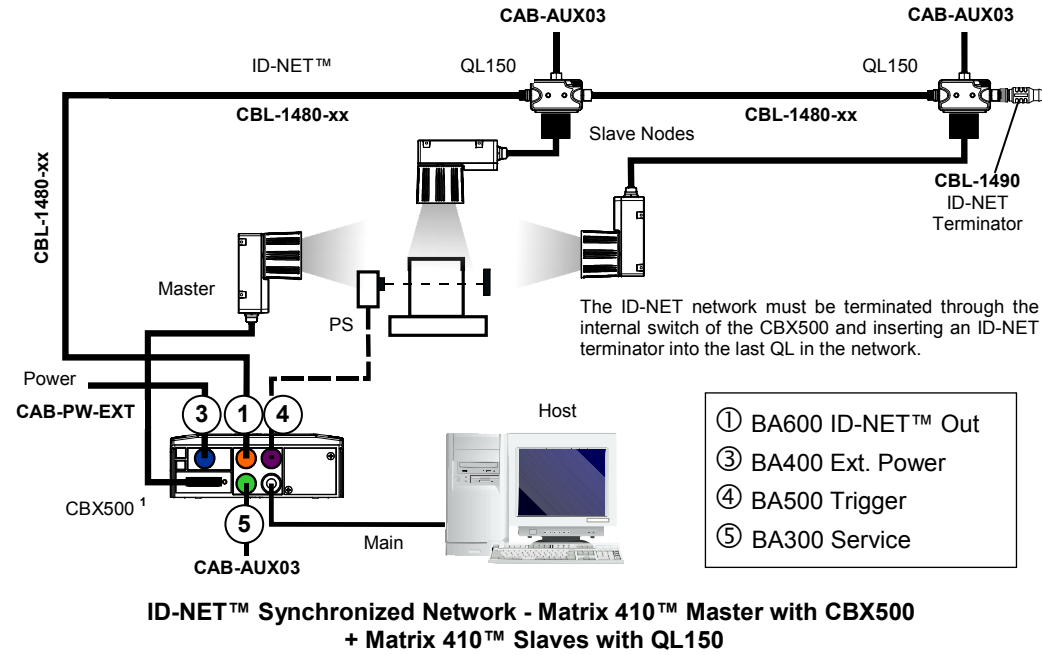 CAB-AUX03
CAB-AUX03
ID-NET™
QL150
QL150
CBL-1480-xx
CBL-1480-xx
Slave Nodes
CBL-1480-xx
CBL-1490
ID-NET
Terminator
Master
PS
The ID-NET network must be terminated through the
internal switch of the CBX500 and inserting an ID-NET
terminator into the last QL in the network.
Power
CAB-PW-EXT
3
1
4
Host
① BA600 ID-NET™ Out
③ BA400 Ext. Power
④ BA500 Trigger
⑤ BA300 Service
CBX500 ¹
5
Main
CAB-AUX03
ID-NET™ Synchronized Network - Matrix 410™ Master with CBX500
+ Matrix 410™ Slaves with QL150